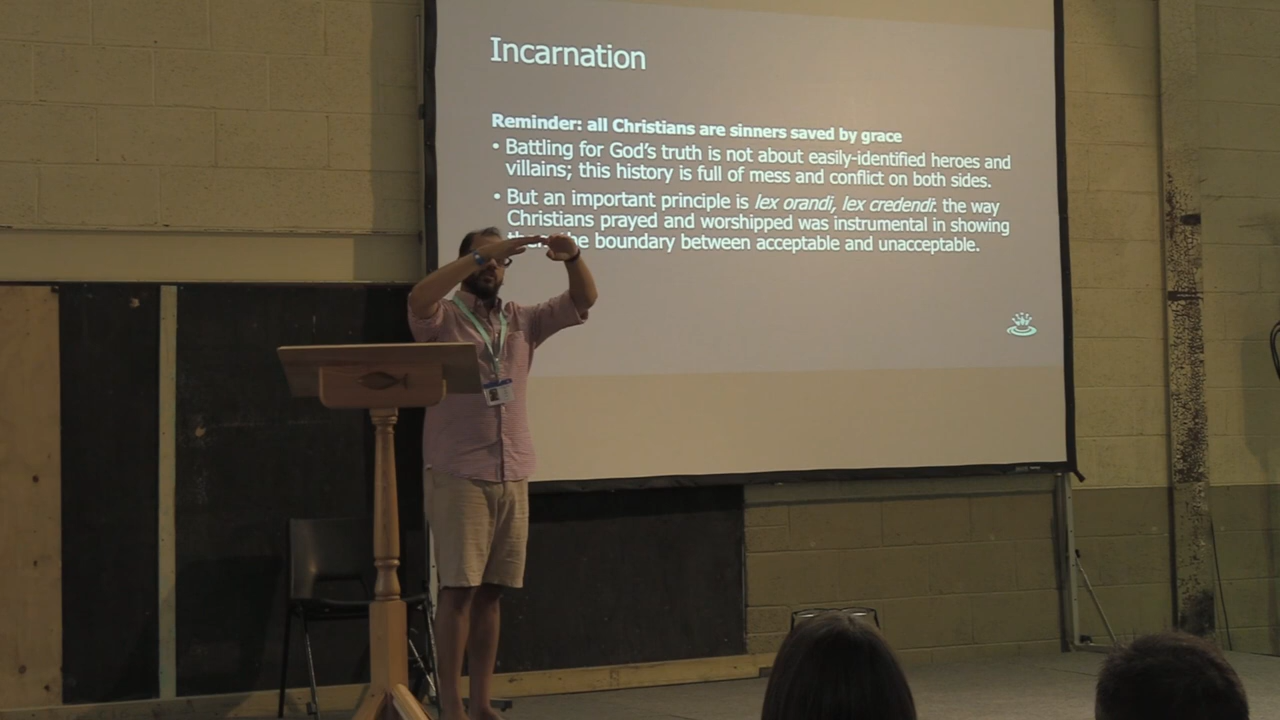 Incarnation
Reminder: all Christians are sinners saved by grace
• Battling for God's truth is not about easily-identified heroes and
villains; this history is full of mess and conflict on both sides.
• But an important principle is lex orandi, lex credendi: the way
Christians prayed and worshipped was instrumental in showing
the boundary between acceptable and unacceptable.